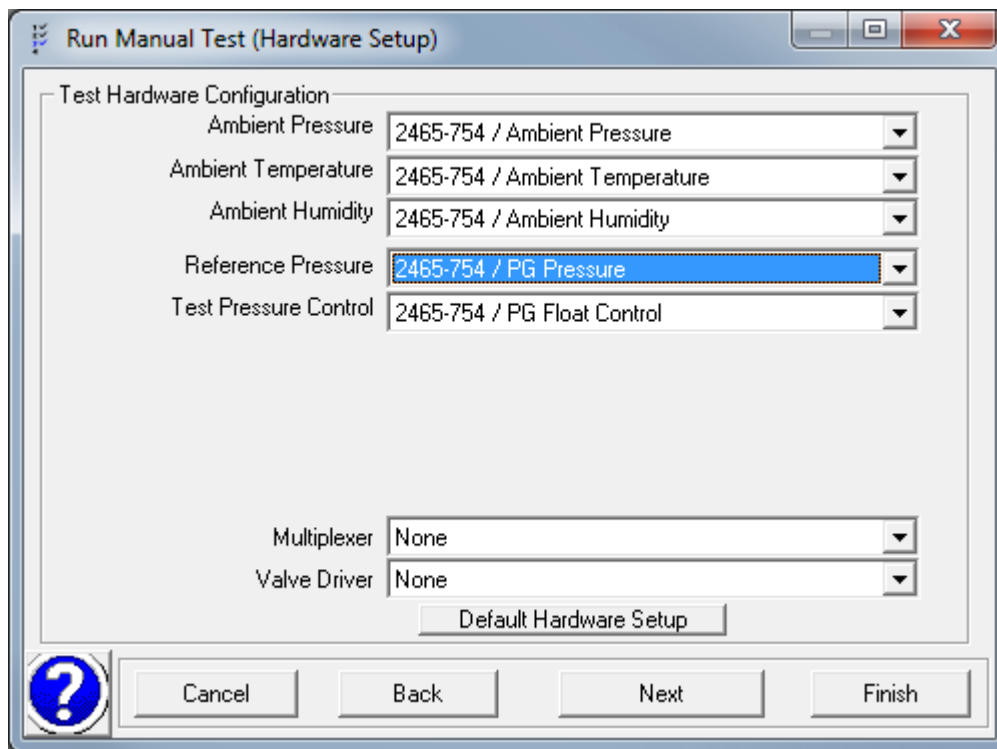 Run Manual Test (Hardware Setup)
Test Hardware Configuration
Ambient Pressure 2465-754 / Ambient Pressure
Ambient Temperature 2465-754 / Ambient Temperature
Ambient Humidity 2465-754 / Ambient Humidity
Reference Pressure 2465-754 / PG Pressure
Test Pressure Control 2465-754 / PG Float Control
Multiplexer None
Valve Driver None
Default Hardware Setup
? Cancel Back Next Finish